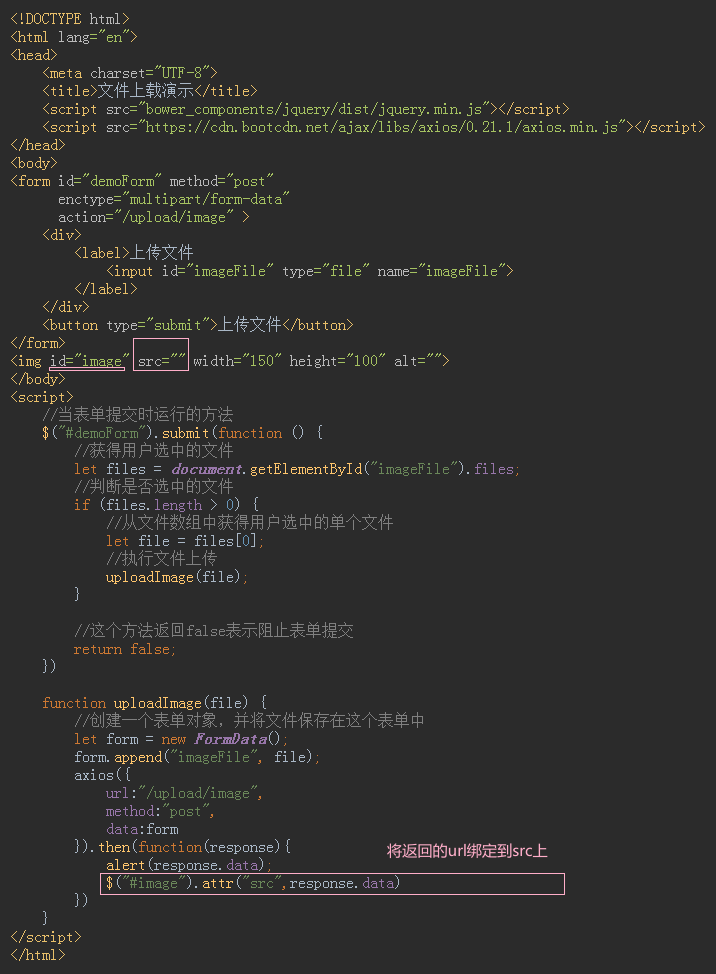 <!DOCTYPE html>
<html lang="en">
<head>
    <meta charset="UTF-8">
    <title>文件上载演示</title>
    <script src="bower_components/jquery/dist/jquery.min.js"></script>
    <script src="https://cdn.bootcdn.net/ajax/libs/axios/0.21.1/axios.min.js"></script>
</head>
<body>
<form id="demoForm" method="post"
      enctype="multipart/form-data"
      action="/upload/image" >
    <div>
        <label>上传文件
            <input id="imageFile" type="file" name="imageFile">
        </label>
    </div>
    <button type="submit">上传文件</button>
</form>
<img id="image" src="" width="150" height="100" alt="">
</body>
<script>
    //当表单提交时运行的方法
    $("#demoForm").submit(function () {
        //获得用户选中的文件
        let files = document.getElementById("imageFile").files;
        //判断是否选中的文件
        if (files.length > 0) {
            //从文件数组中获得用户选中的单个文件
            let file = files[0];
            //执行文件上传
            uploadImage(file);
        }

        //这个方法返回false表示阻止表单提交
        return false;
    })

    function uploadImage(file) {
        //创建一个表单对象，并将文件保存在这个表单中
        let form = new FormData();
        form.append("imageFile", file);
        axios({
            url:"/upload/image",
            method:"post",
            data:form
        }).then(function(response){
将返回的url绑定到src上
            alert(response.data);
            $("#image").attr("src",response.data)
        })
    }
</script>
</html>